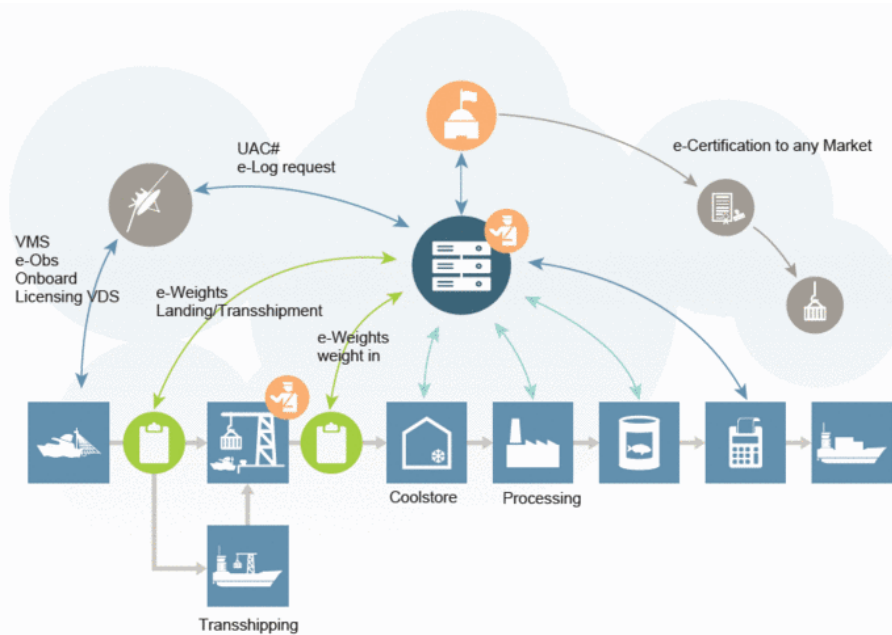 UAC#
e-Log request
e-Certification to any Market
VMS
e-Obs
Onboard
Licensing VDS
e-Weights
Landing/Transshipment
e-Weights
weight in
Coolstore
Processing
Transshipping